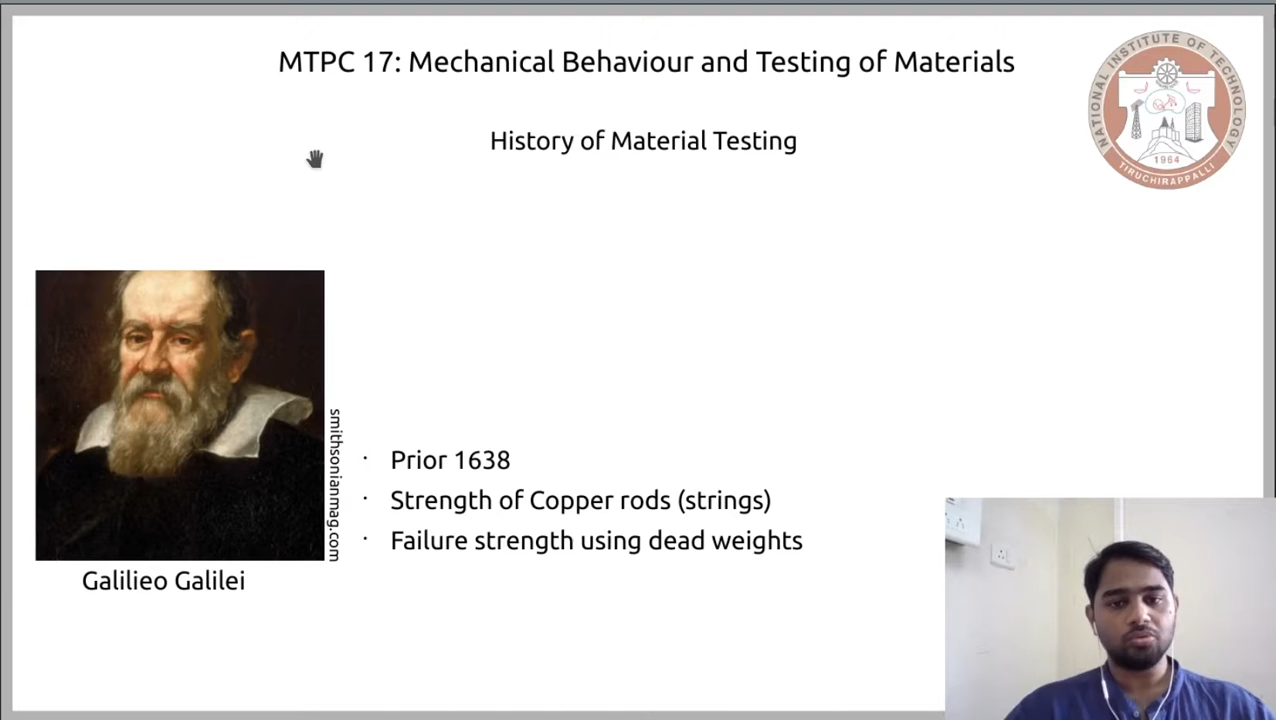 MTPC 17: Mechanical Behaviour and Testing of Materials
History of Material Testing
NATIONAL INSTITUTE OF TECHNOLOGY
1964
TIRUCHIRAPPALLI
smithsonianmag.com
· Prior 1638
· Strength of Copper rods (strings)
· Failure strength using dead weights
Galilieo Galilei